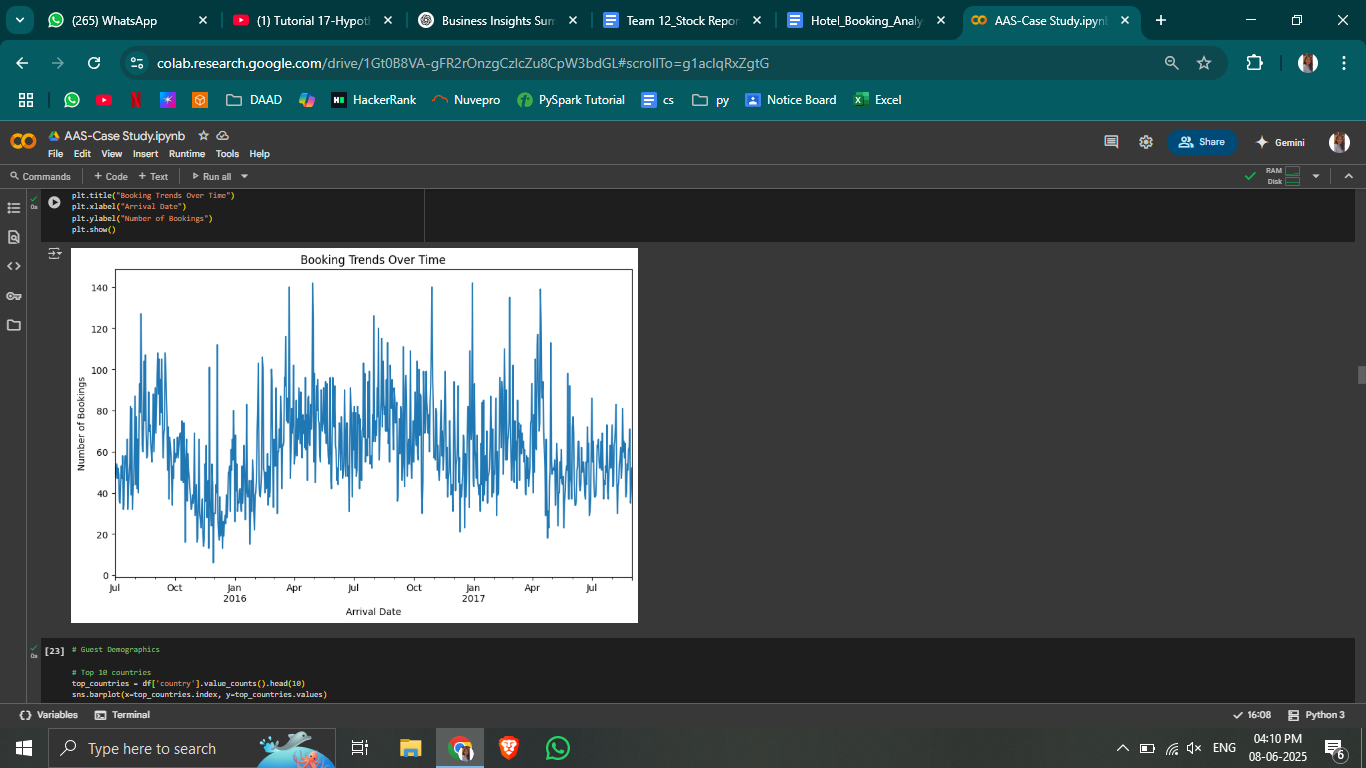 (265) WhatsApp
(1) Tutorial 17-Hypoth
Business Insights Sum
Team 12_Stock Repor
Hotel_Booking_Analy
AAS-Case Study.ipynb
colab.research.google.com/drive/1Gt0B8VA-gFR2rOnzgCzlcZu8CpW3bdGL#scrollTo=g1aclqRxZgtG
DAAD
HackerRank
Nuvepro
PySpark Tutorial
cs
py
Notice Board
Excel
AAS-Case Study.ipynb
Share
Gemini
File Edit View Insert Runtime Tools Help
Commands + Code + Text Run all
RAM
Disk
0s
plt.title("Booking Trends Over Time")
plt.xlabel("Arrival Date")
plt.ylabel("Number of Bookings")
plt.show()
Booking Trends Over Time
Number of Bookings
140
120
100
80
60
40
20
0
Jul Oct Jan Apr Jul Oct Jan Apr Jul
2016 2017
Arrival Date
0s
[23] # Guest Demographics
# Top 10 countries
top_countries = df['country'].value_counts().head(10)
sns.barplot(x=top_countries.index, y=top_countries.values)
Variables Terminal
16:08 Python 3
Type here to search
ENG
04:10 PM
08-06-2025
6